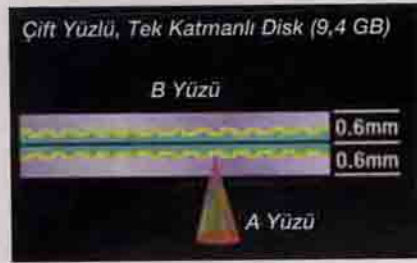 Çift Yüzlü, Tek Katmanlı Disk (9,4 GB)
B Yüzü
0.6mm
0.6mm
A Yüzü